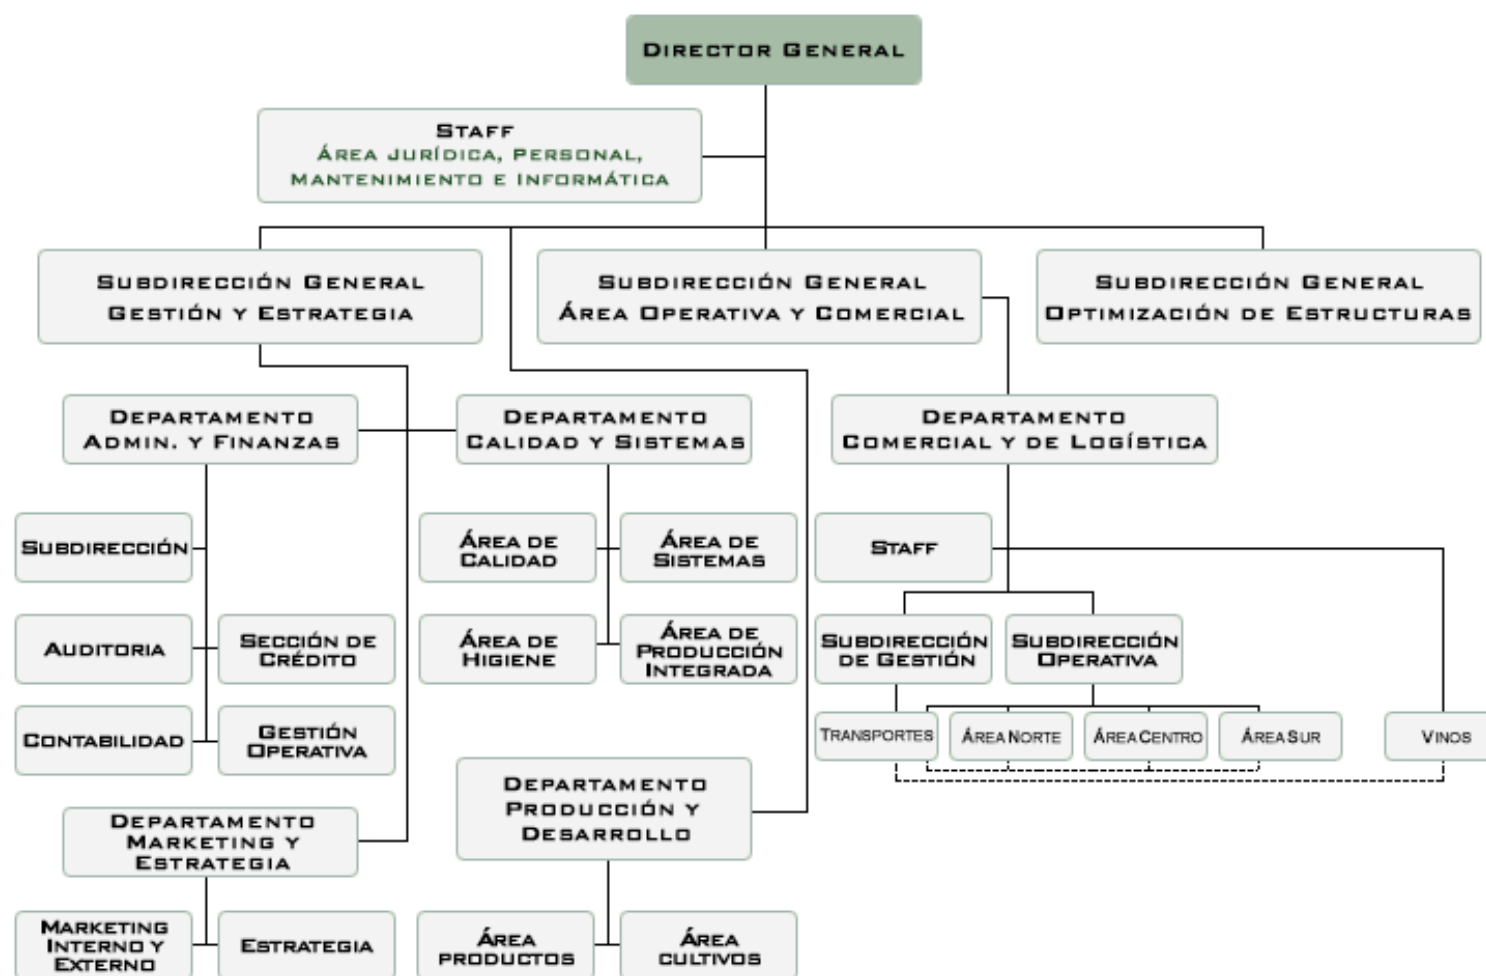 DIRECTOR GENERAL
STAFF
ÁREA JURÍDICA, PERSONAL,
MANTENIMIENTO E INFORMÁTICA
SUBDIRECCIÓN GENERAL
GESTIÓN Y ESTRATEGIA
SUBDIRECCIÓN GENERAL
ÁREA OPERATIVA Y COMERCIAL
SUBDIRECCIÓN GENERAL
OPTIMIZACIÓN DE ESTRUCTURAS
DEPARTAMENTO
ADMIN. Y FINANZAS
DEPARTAMENTO
CALIDAD Y SISTEMAS
DEPARTAMENTO
COMERCIAL Y DE LOGÍSTICA
SUBDIRECCIÓN
ÁREA DE
CALIDAD
ÁREA DE
SISTEMAS
STAFF
AUDITORIA
SECCIÓN DE
CRÉDITO
ÁREA DE
HIGIENE
ÁREA DE
PRODUCCIÓN
INTEGRADA
SUBDIRECCIÓN
DE GESTIÓN
SUBDIRECCIÓN
OPERATIVA
CONTABILIDAD
GESTIÓN
OPERATIVA
TRANSPORTES
ÁREA NORTE
ÁREA CENTRO
ÁREA SUR
VINOS
DEPARTAMENTO
MARKETING Y
ESTRATEGIA
DEPARTAMENTO
PRODUCCIÓN Y
DESARROLLO
MARKETING
INTERNO Y
EXTERNO
ESTRATEGIA
ÁREA
PRODUCTOS
ÁREA
CULTIVOS